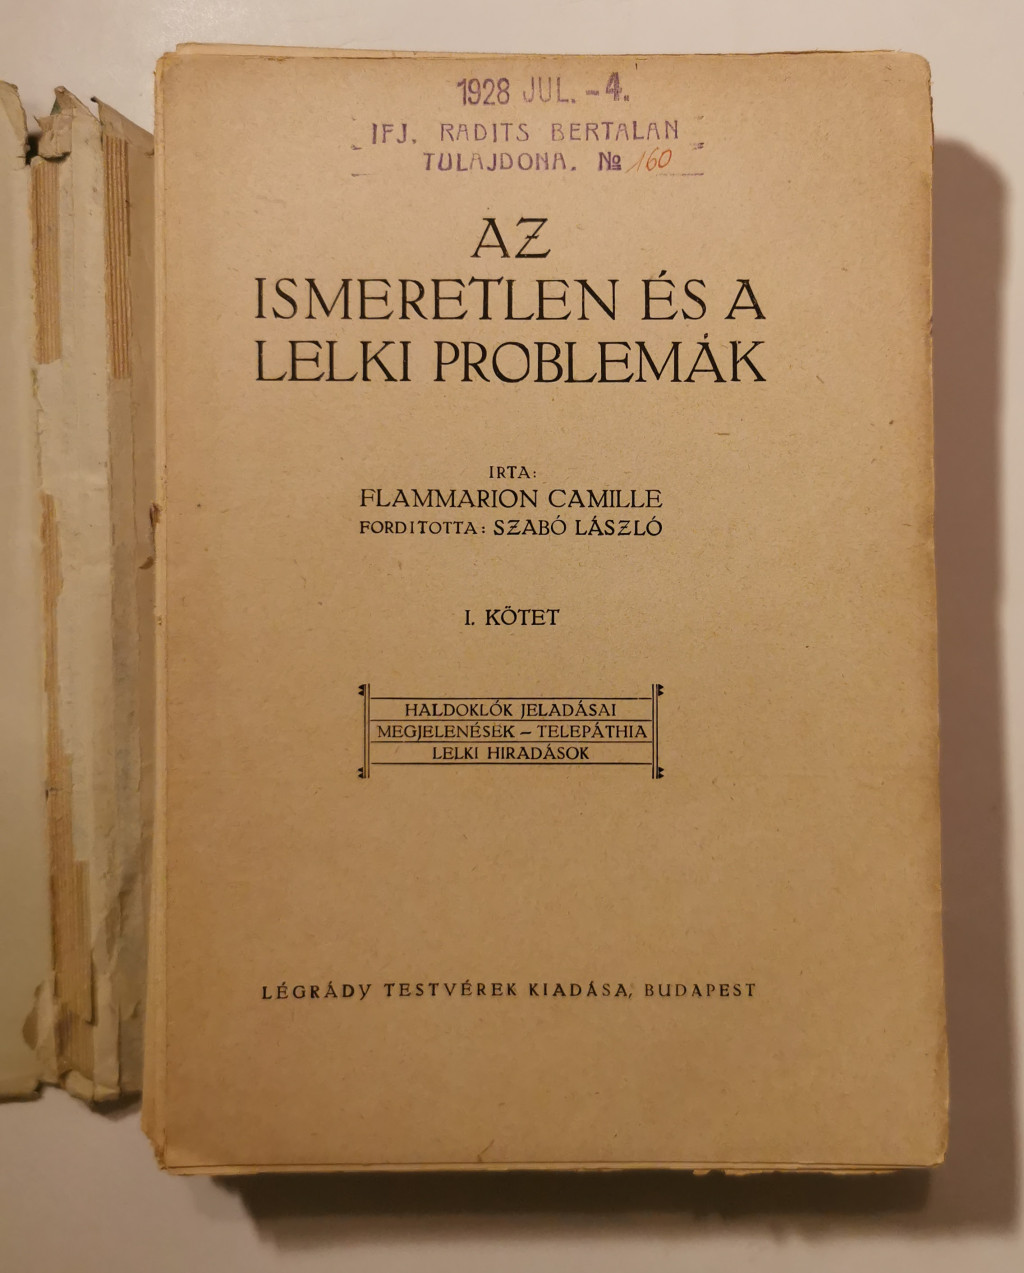 1928 JUL. - 4.
IFJ. RADITS BERTALAN
TULAJDONA. № 160
AZ
ISMERETLEN ÉS A
LELKI PROBLEMÁK
IRTA:
FLAMMARION CAMILLE
FORDITOTTA: SZABÓ LÁSZLÓ
I. KÖTET
HALDOKLÓK JELADÁSAI
MEGJELENÉSEK – TELEPÁTHIA
LELKI HIRADÁSOK
LÉGRÁDY TESTVÉREK KIADÁSA, BUDAPEST